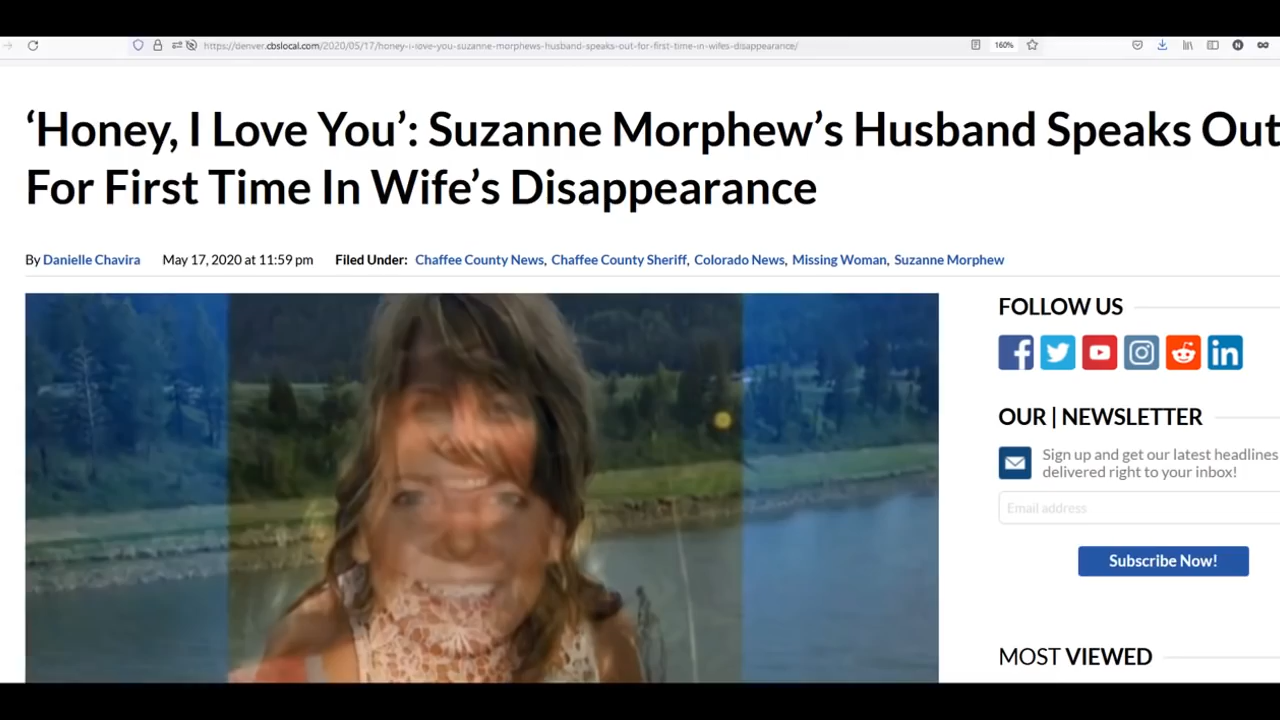 https://denver.cbslocal.com/2020/05/17/honey-i-love-you-suzanne-morphews-husband-speaks-out-for-first-time-in-wifes-disappearance/
160%
‘Honey, I Love You’: Suzanne Morphew’s Husband Speaks Out
For First Time In Wife’s Disappearance
By Danielle Chavira May 17, 2020 at 11:59 pm Filed Under: Chaffee County News, Chaffee County Sheriff, Colorado News, Missing Woman, Suzanne Morphew
FOLLOW US
OUR | NEWSLETTER
Sign up and get our latest headlines
delivered right to your inbox!
Email address
Subscribe Now!
MOST VIEWED